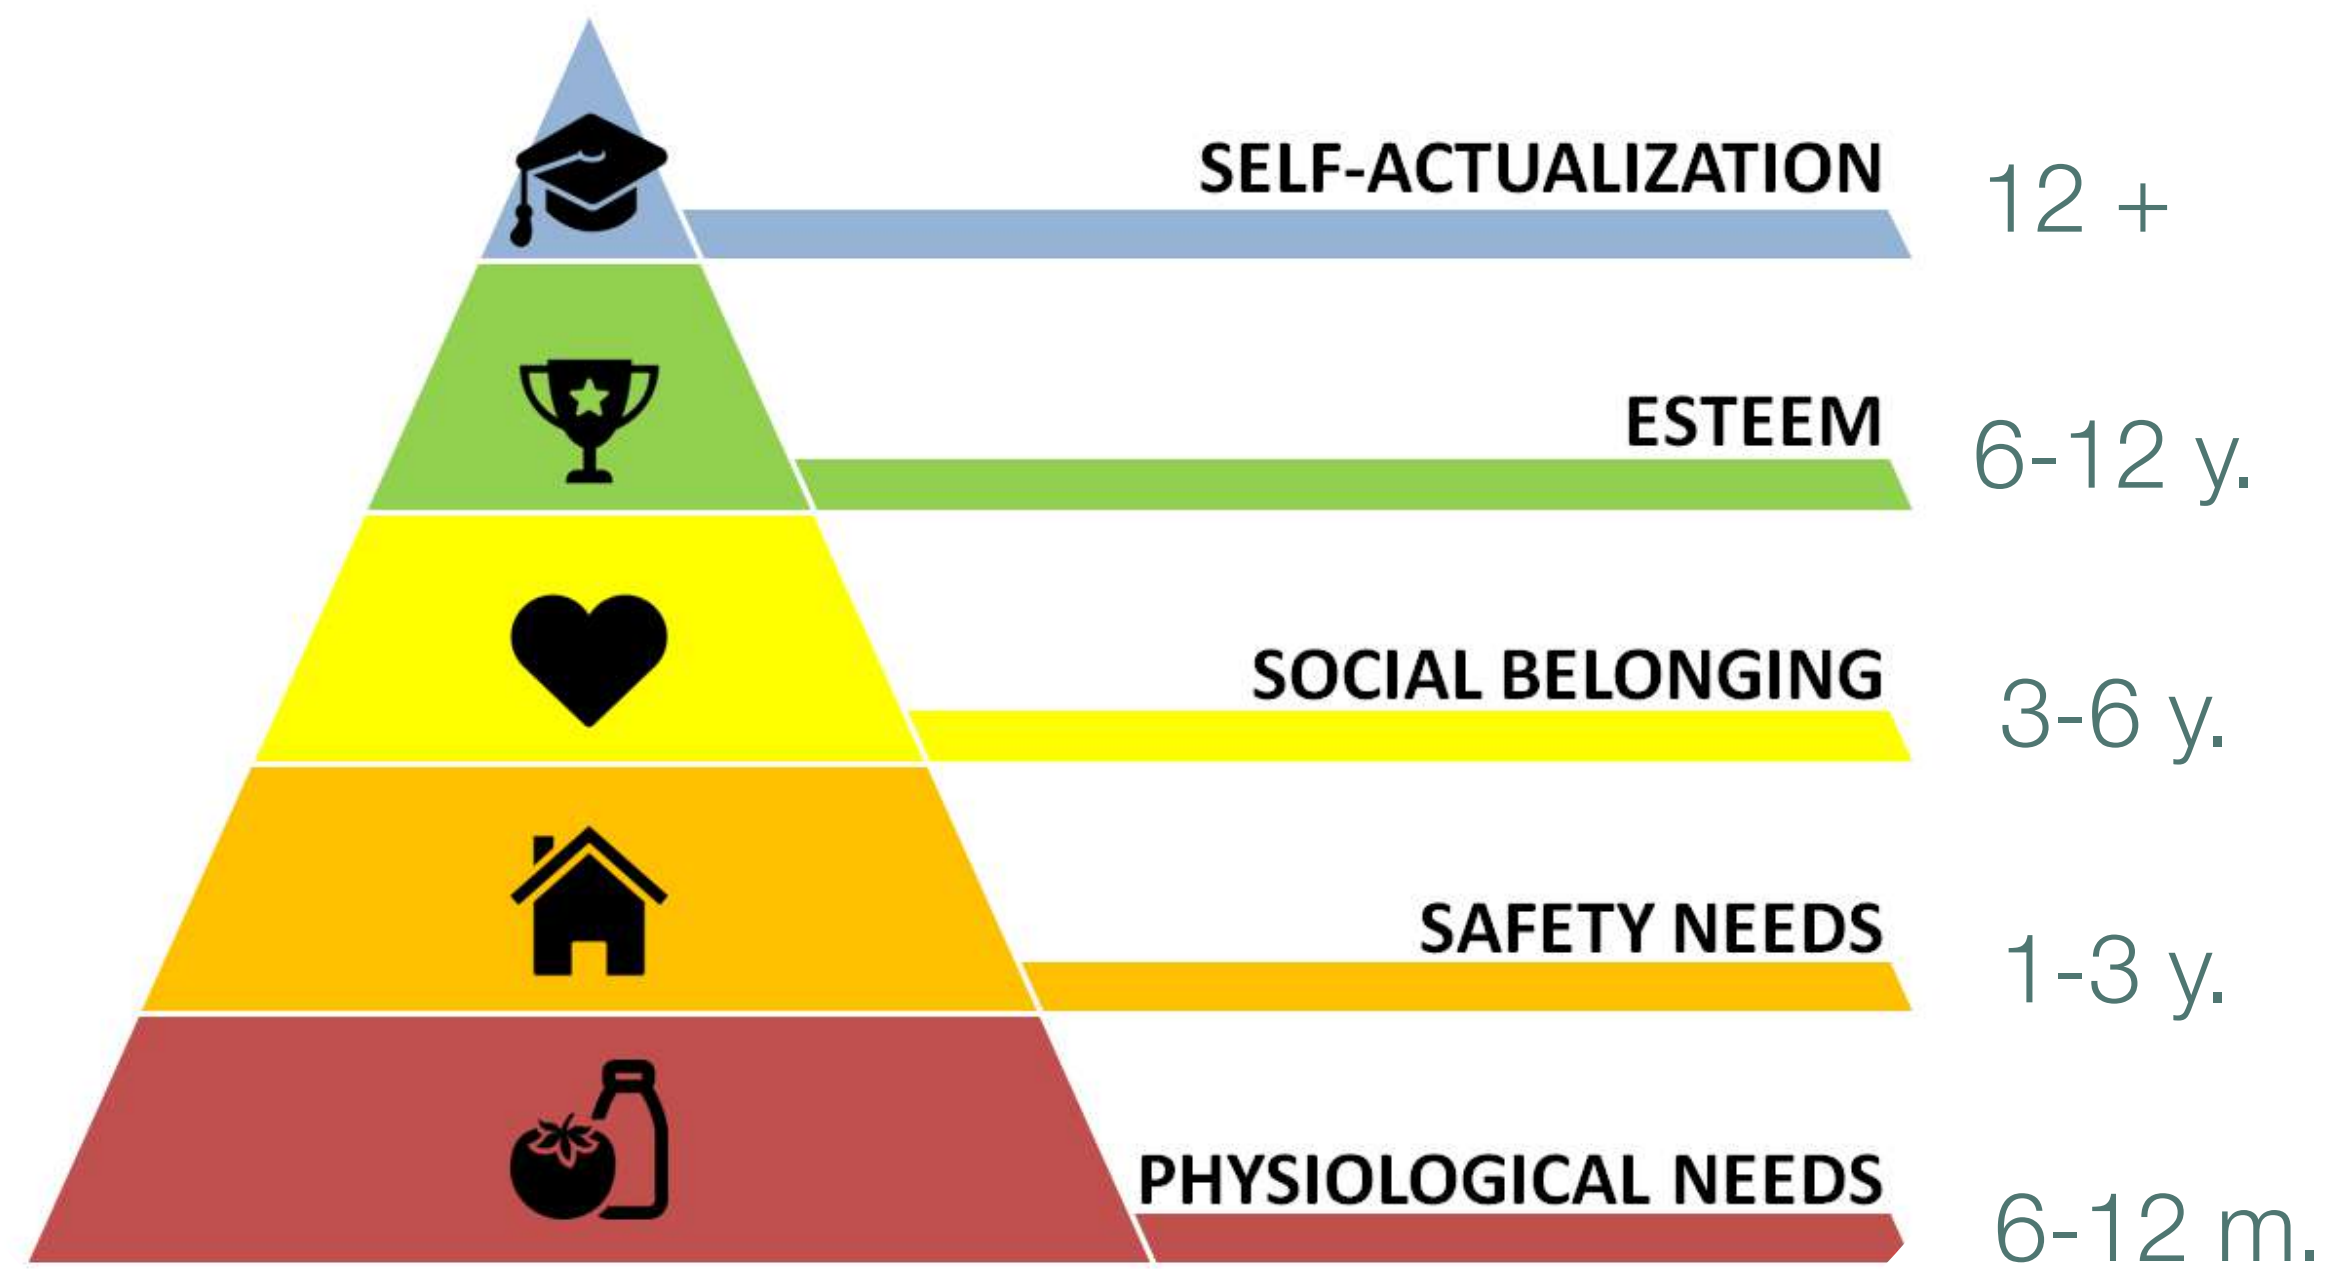 SELF-ACTUALIZATION 12 +
ESTEEM 6-12 y.
SOCIAL BELONGING 3-6 y.
SAFETY NEEDS 1-3 y.
PHYSIOLOGICAL NEEDS 6-12 m.